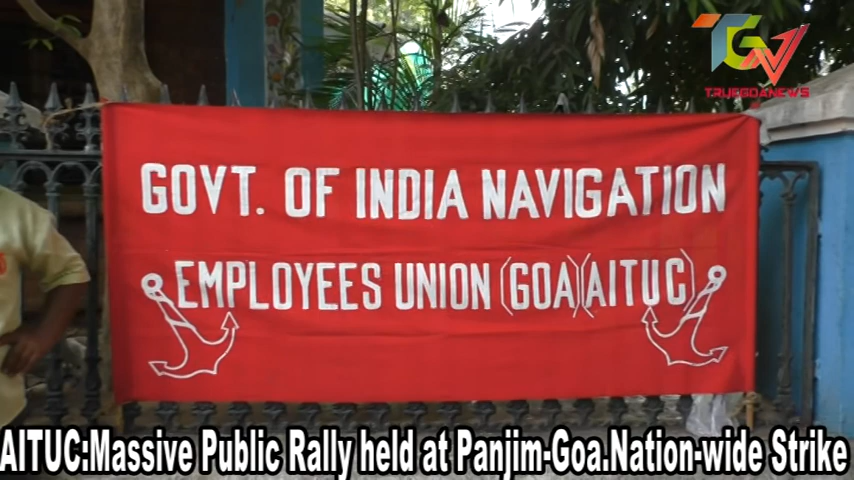 TGN
TRUEGOANEWS
GOVT. OF INDIA NAVIGATION
EMPLOYEES UNION (GOA)(AITUC)
AITUC:Massive Public Rally held at Panjim-Goa.Nation-wide Strike